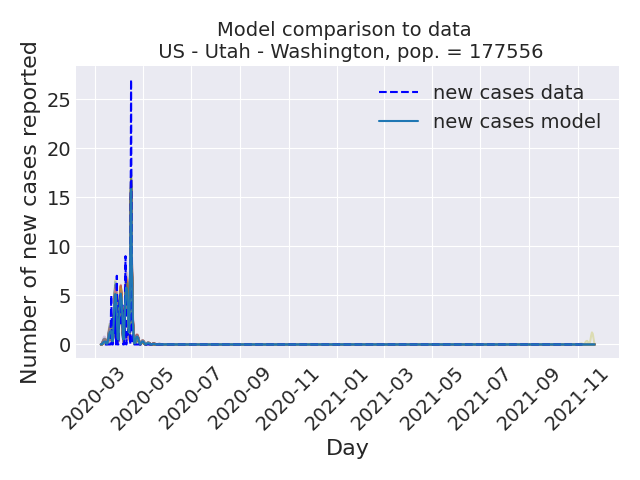 Model comparison to data
US - Utah - Washington, pop. = 177556
Number of new cases reported
25
20
15
10
5
0
new cases data
new cases model
2020-03
2020-05
2020-07
2020-09
2020-11
2021-01
2021-03
2021-05
2021-07
2021-09
2021-11
Day